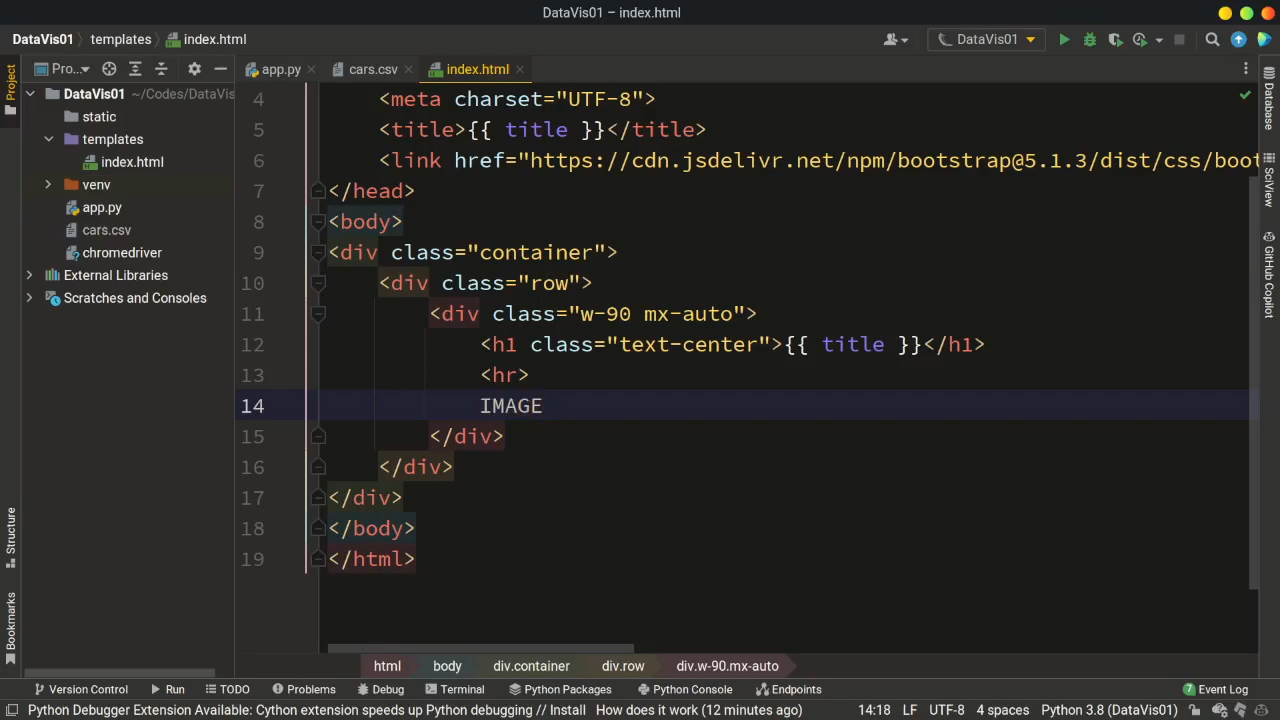 DataVis01 – index.html
DataVis01 templates index.html DataVis01
Pro... app.py cars.csv index.html
Project
DataVis01 ~/Codes/DataVis
static
templates
index.html
venv
app.py
cars.csv
chromedriver
External Libraries
Scratches and Consoles
Structure
Bookmarks
4 <meta charset="UTF-8">
5 <title>{{ title }}</title>
6 <link href="https://cdn.jsdelivr.net/npm/bootstrap@5.1.3/dist/css/boot
7 </head>
8 <body>
9 <div class="container">
10 <div class="row">
11 <div class="w-90 mx-auto">
12 <h1 class="text-center">{{ title }}</h1>
13 <hr>
14 IMAGE
15 </div>
16 </div>
17 </div>
18 </body>
19 </html>
Database
SciView
GitHub Copilot
html body div.container div.row div.w-90.mx-auto
Version Control Run TODO Problems Debug Terminal Python Packages Python Console Endpoints 7 Event Log
Python Debugger Extension Available: Cython extension speeds up Python debugging // Install How does it work (12 minutes ago) 14:18 LF UTF-8 4 spaces Python 3.8 (DataVis01)